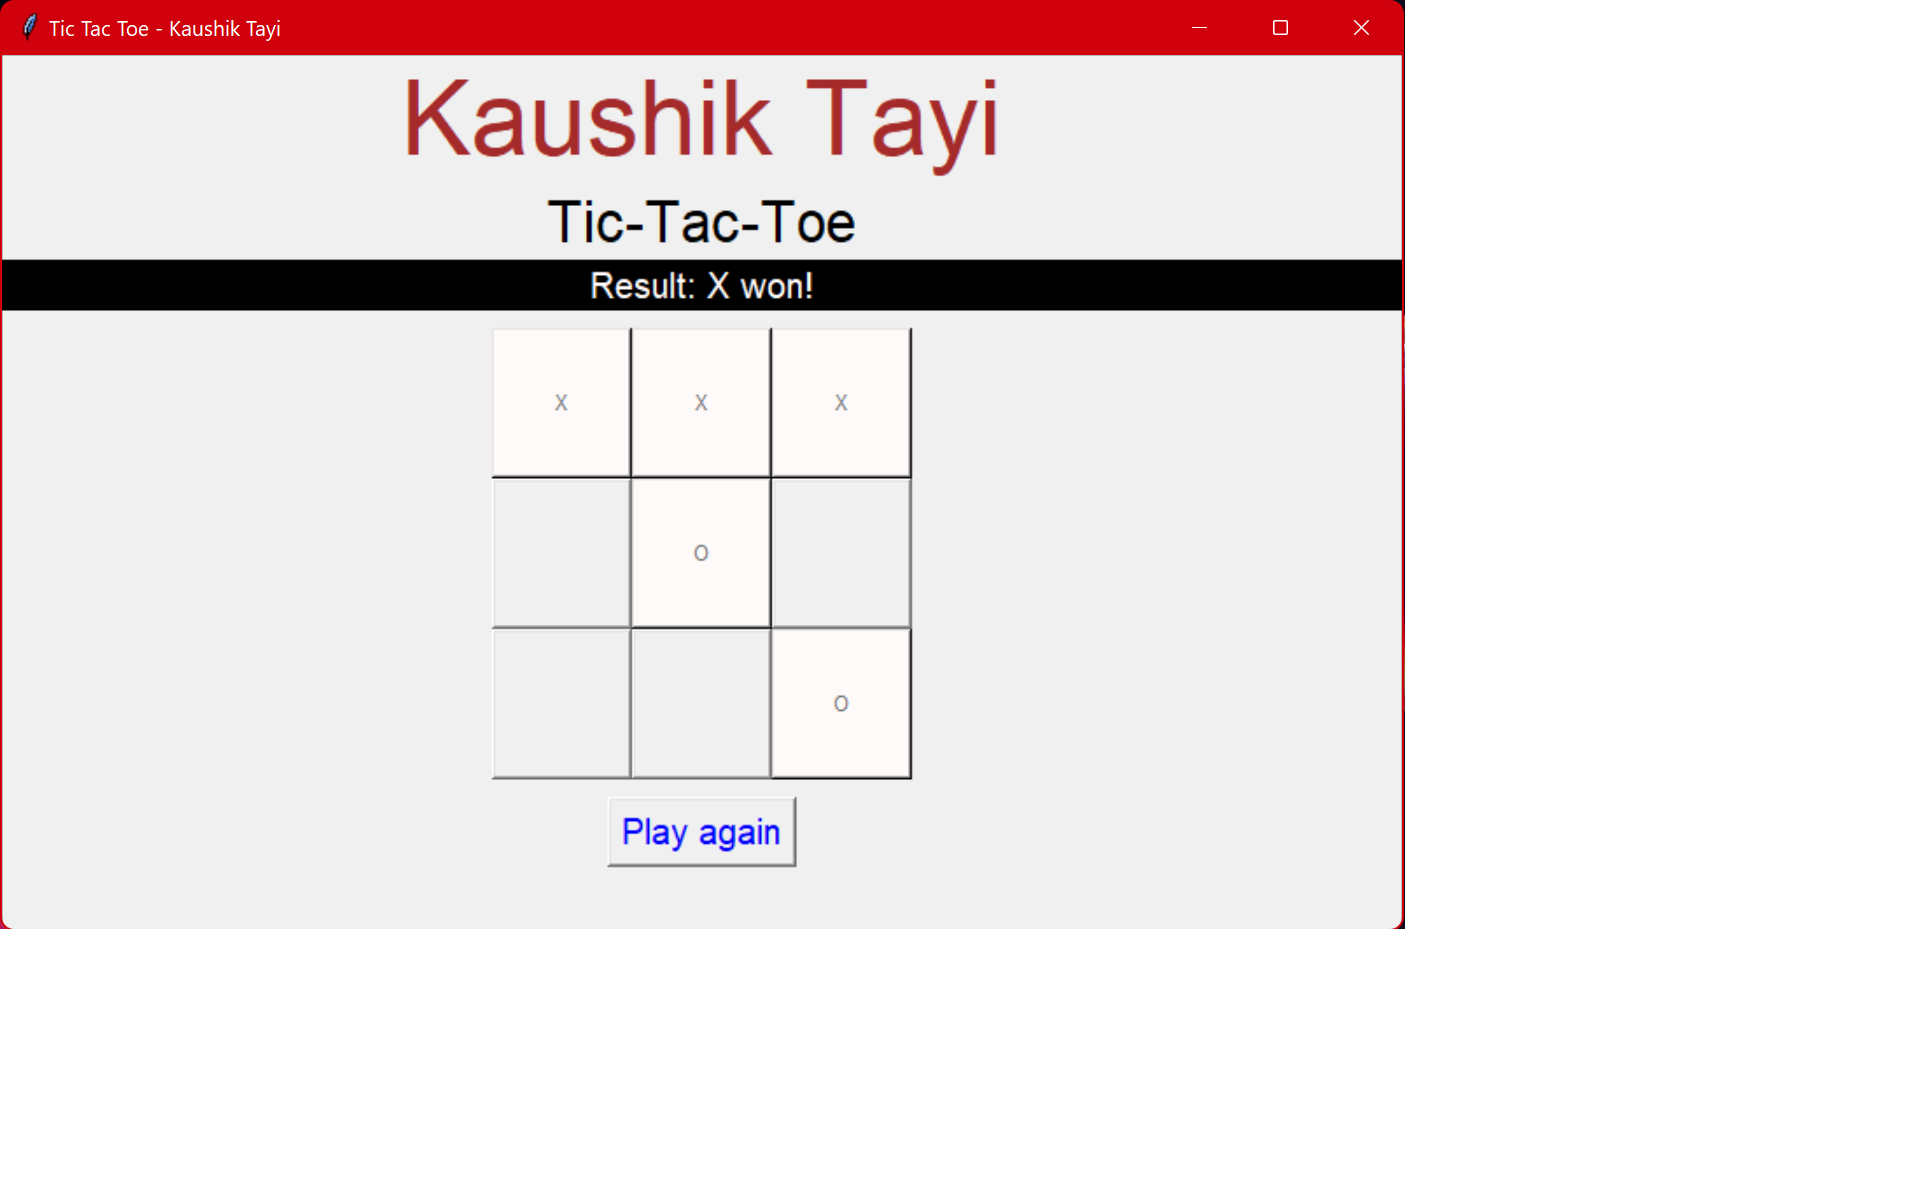 Tic Tac Toe - Kaushik Tayi
Kaushik Tayi
Tic-Tac-Toe
Result: X won!
x x x
o
o
Play again